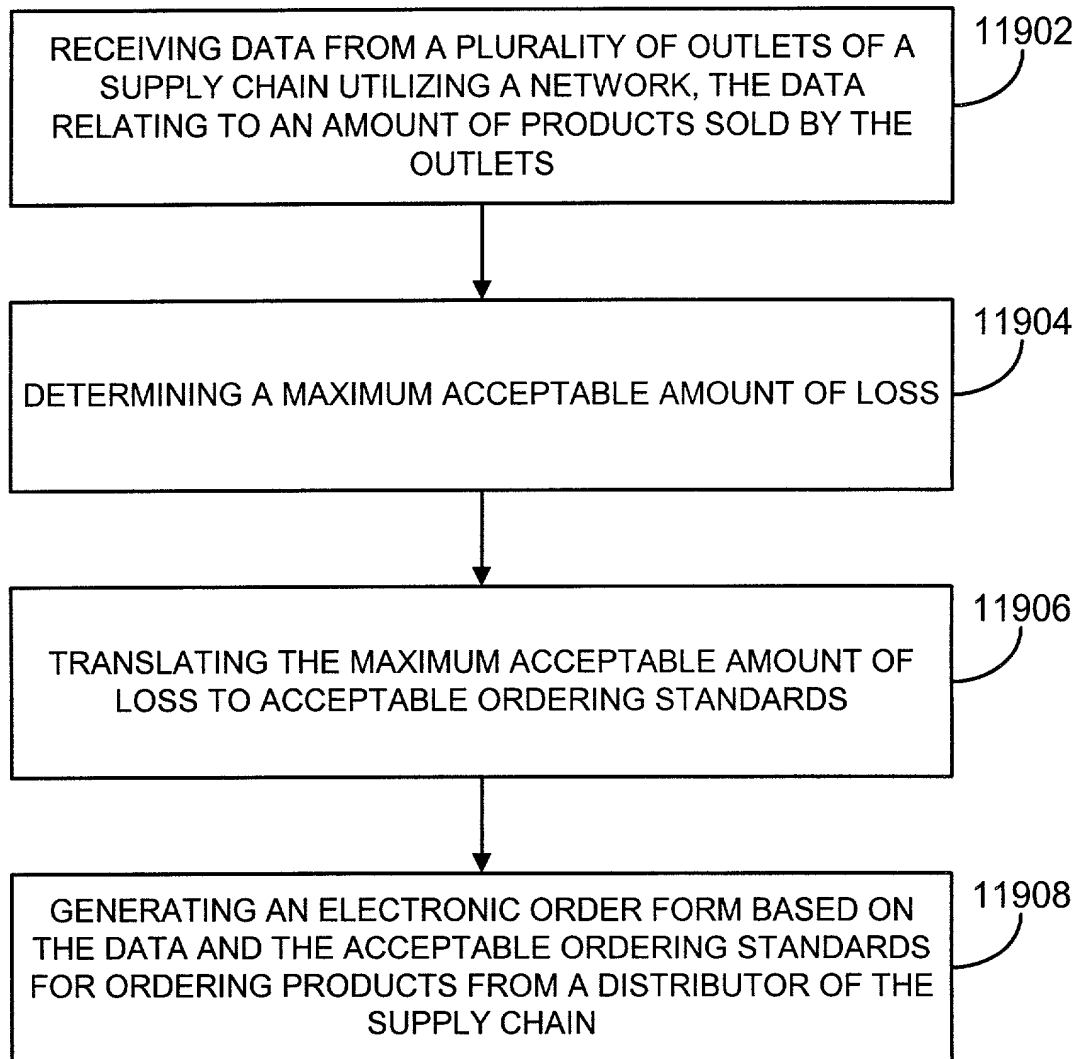 RECEIVING DATA FROM A PLURALITY OF OUTLETS OF A
SUPPLY CHAIN UTILIZING A NETWORK, THE DATA
RELATING TO AN AMOUNT OF PRODUCTS SOLD BY THE
OUTLETS
11902
DETERMINING A MAXIMUM ACCEPTABLE AMOUNT OF LOSS
11904
TRANSLATING THE MAXIMUM ACCEPTABLE AMOUNT OF
LOSS TO ACCEPTABLE ORDERING STANDARDS
11906
GENERATING AN ELECTRONIC ORDER FORM BASED ON
THE DATA AND THE ACCEPTABLE ORDERING STANDARDS
FOR ORDERING PRODUCTS FROM A DISTRIBUTOR OF THE
SUPPLY CHAIN
11908